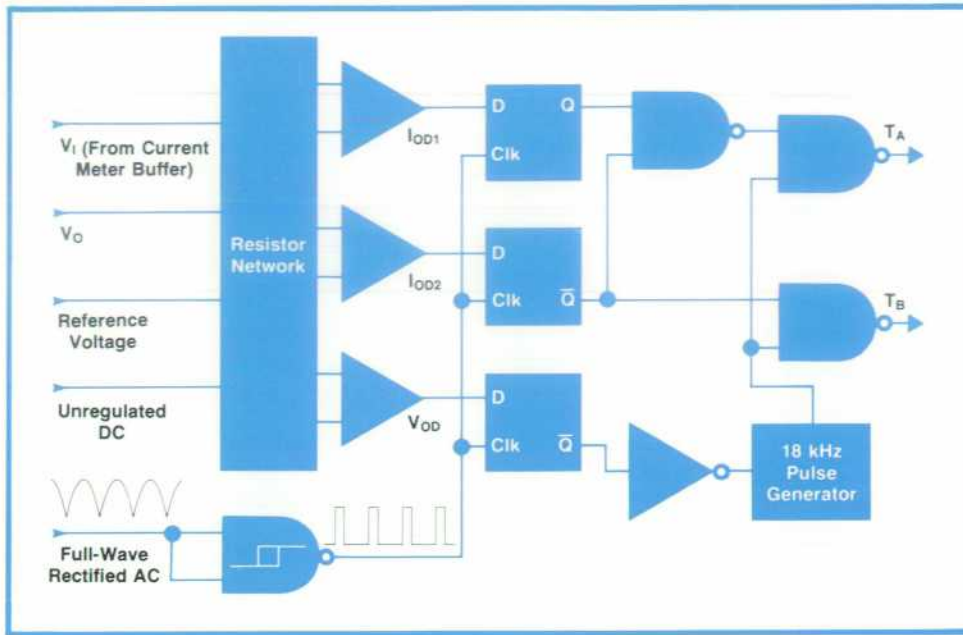 V_I (From Current
Meter Buffer)
V_O
Reference
Voltage
Unregulated
DC
Full-Wave
Rectified AC
Resistor
Network
I_OD1
I_OD2
V_OD
D
Q
Clk
D
Clk
Q̅
D
Clk
Q̅
18 kHz
Pulse
Generator
T_A
T_B